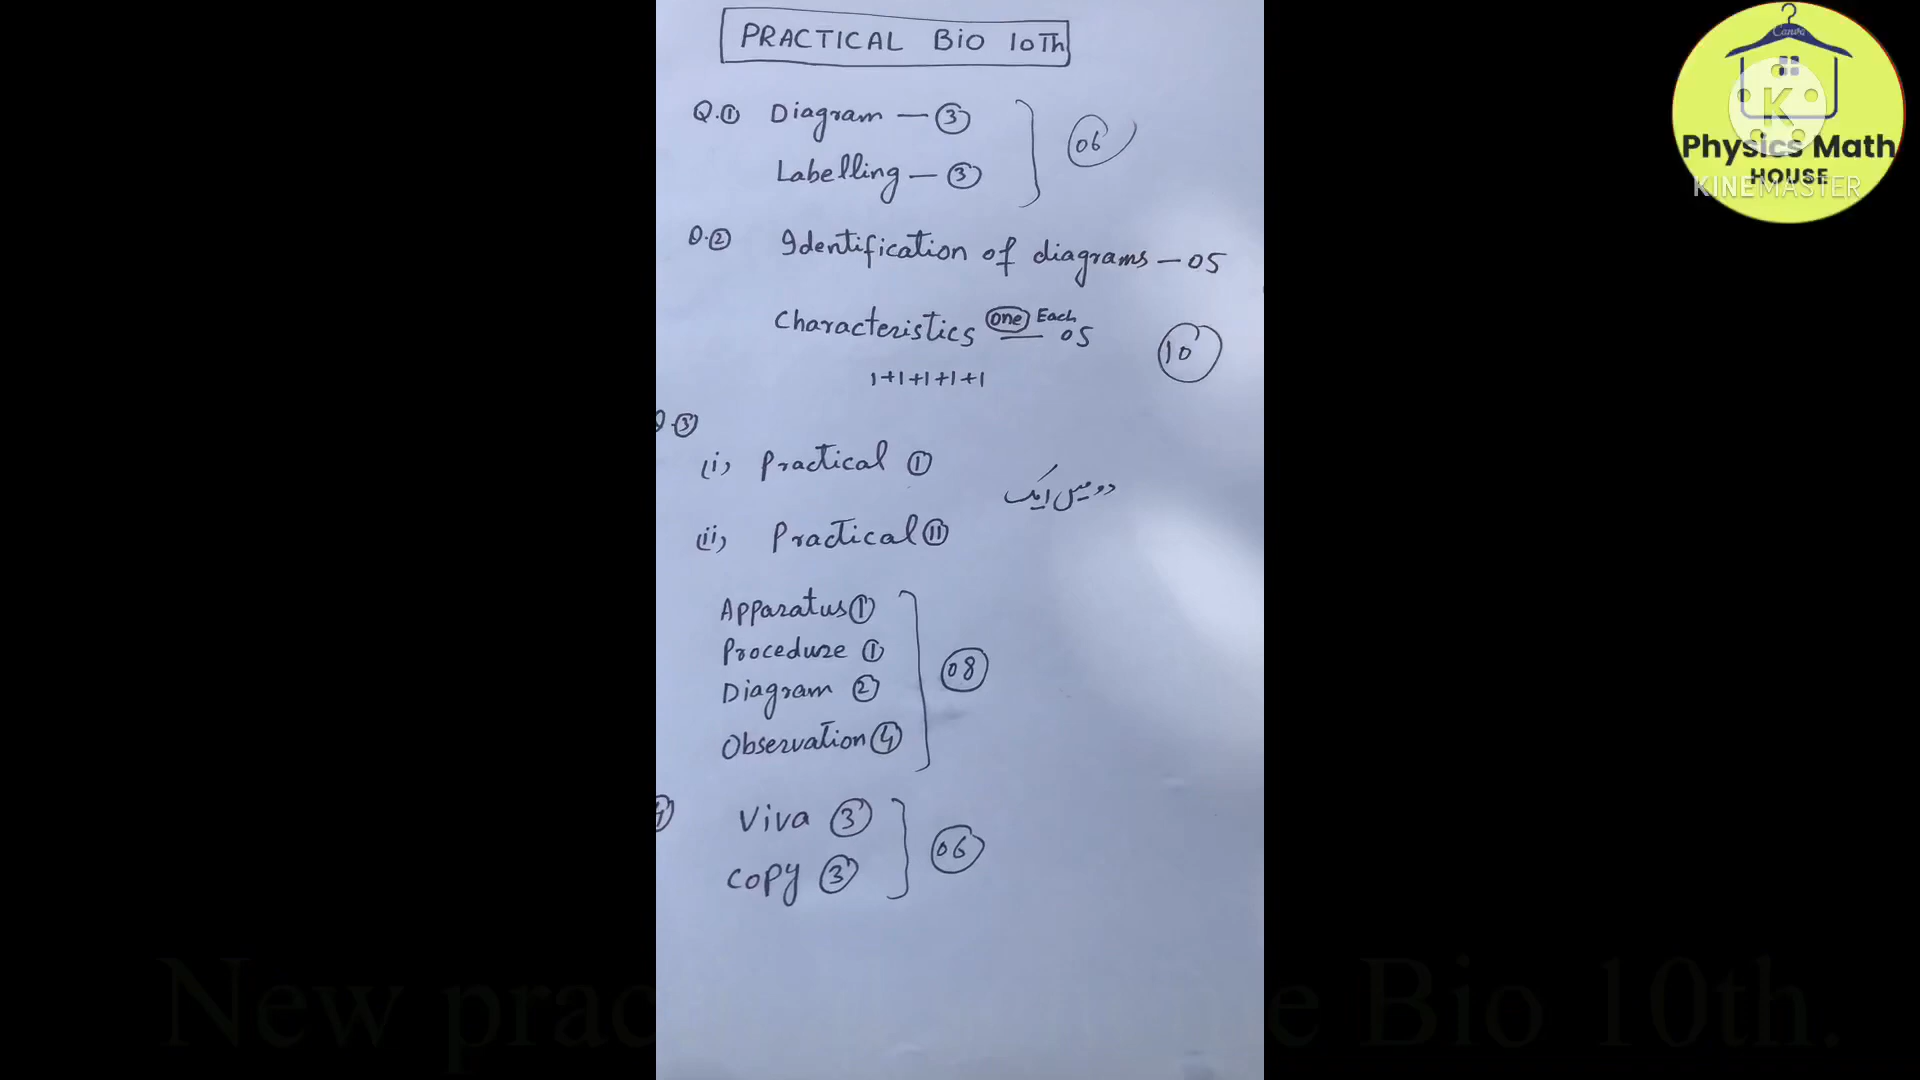 PRACTICAL BIO 10Th
Q.① Diagram — ③
Labelling — ③
06
Q.② Identification of diagrams — 05
Characteristics one Each 05
1+1+1+1+1
10
Q.③
(i) Practical ①
دو میں ایک
(ii) Practical ⑪
Apparatus ①
Procedure ①
Diagram ②
Observation ④
08
④ Viva ③
Copy ③
06
Canva
K
Physics Math
HOUSE
KINEMASTER
New prac e Bio 10th.